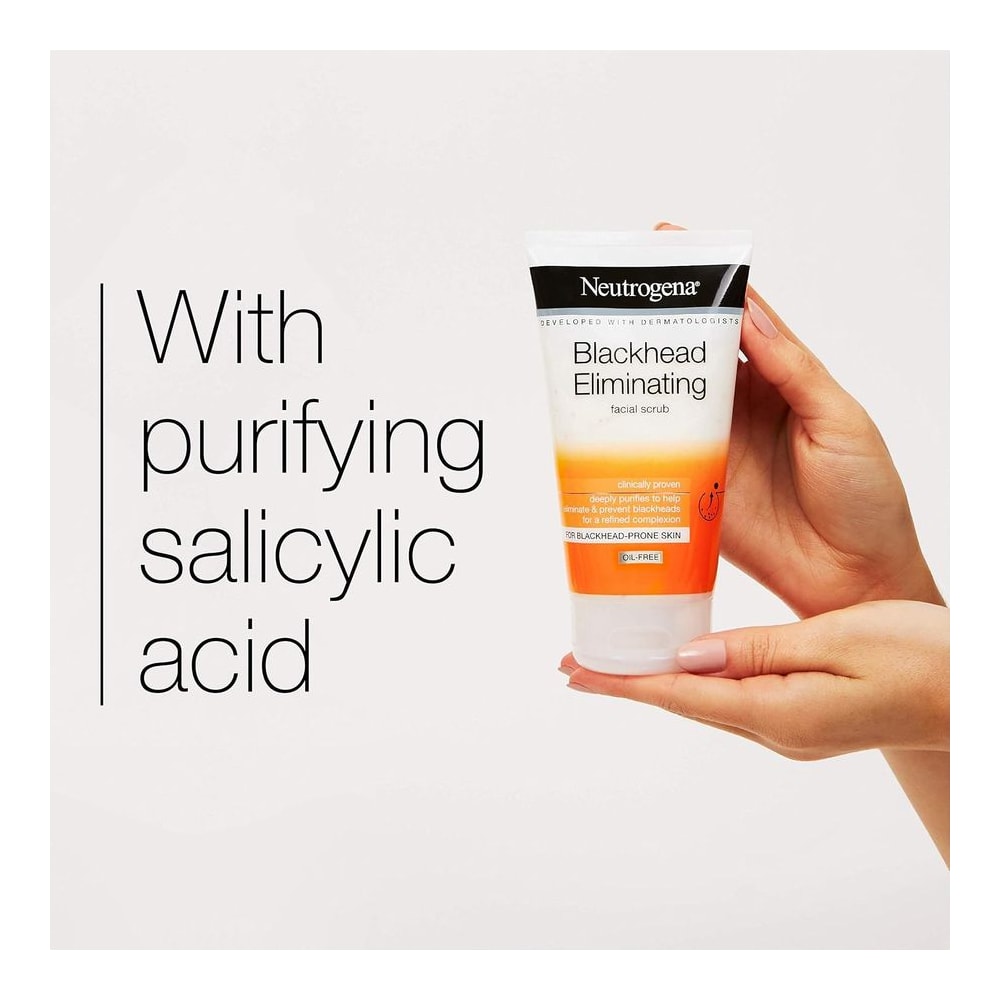 With
purifying
salicylic
acid
Neutrogena®
DEVELOPED WITH DERMATOLOGISTS
Blackhead
Eliminating
facial scrub
clinically proven
deeply purifies to help
eliminate & prevent blackheads
for a refined complexion
FOR BLACKHEAD-PRONE SKIN
OIL-FREE